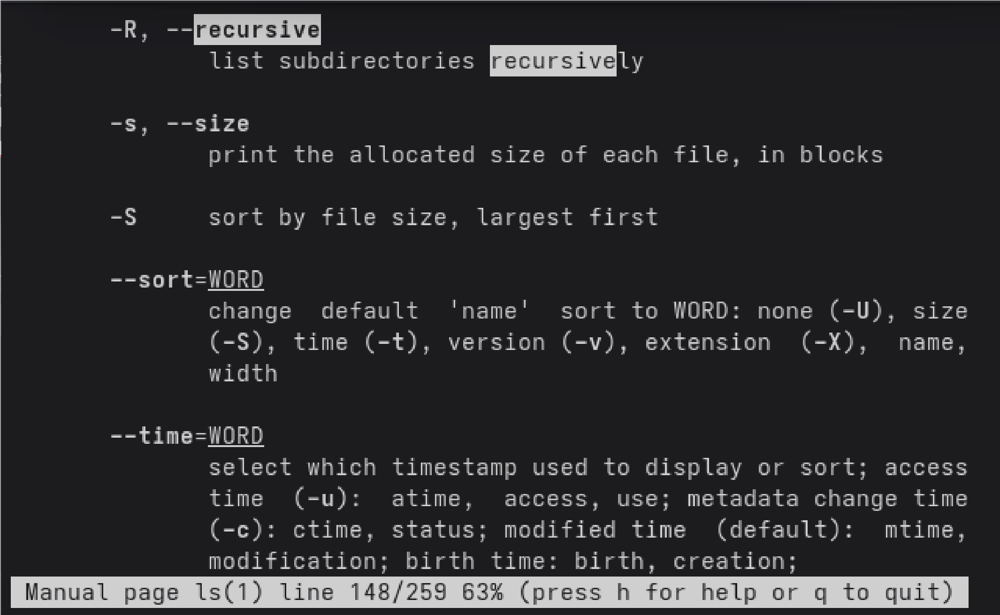 -R, --recursive
list subdirectories recursively
-s, --size
print the allocated size of each file, in blocks
-S     sort by file size, largest first
--sort=WORD
change  default  'name'  sort to WORD: none (-U), size
(-S), time (-t), version (-v), extension  (-X),  name,
width
--time=WORD
select which timestamp used to display or sort; access
time  (-u):  atime,  access, use; metadata change time
(-c): ctime, status; modified time  (default):  mtime,
modification; birth time: birth, creation;
Manual page ls(1) line 148/259 63% (press h for help or q to quit)